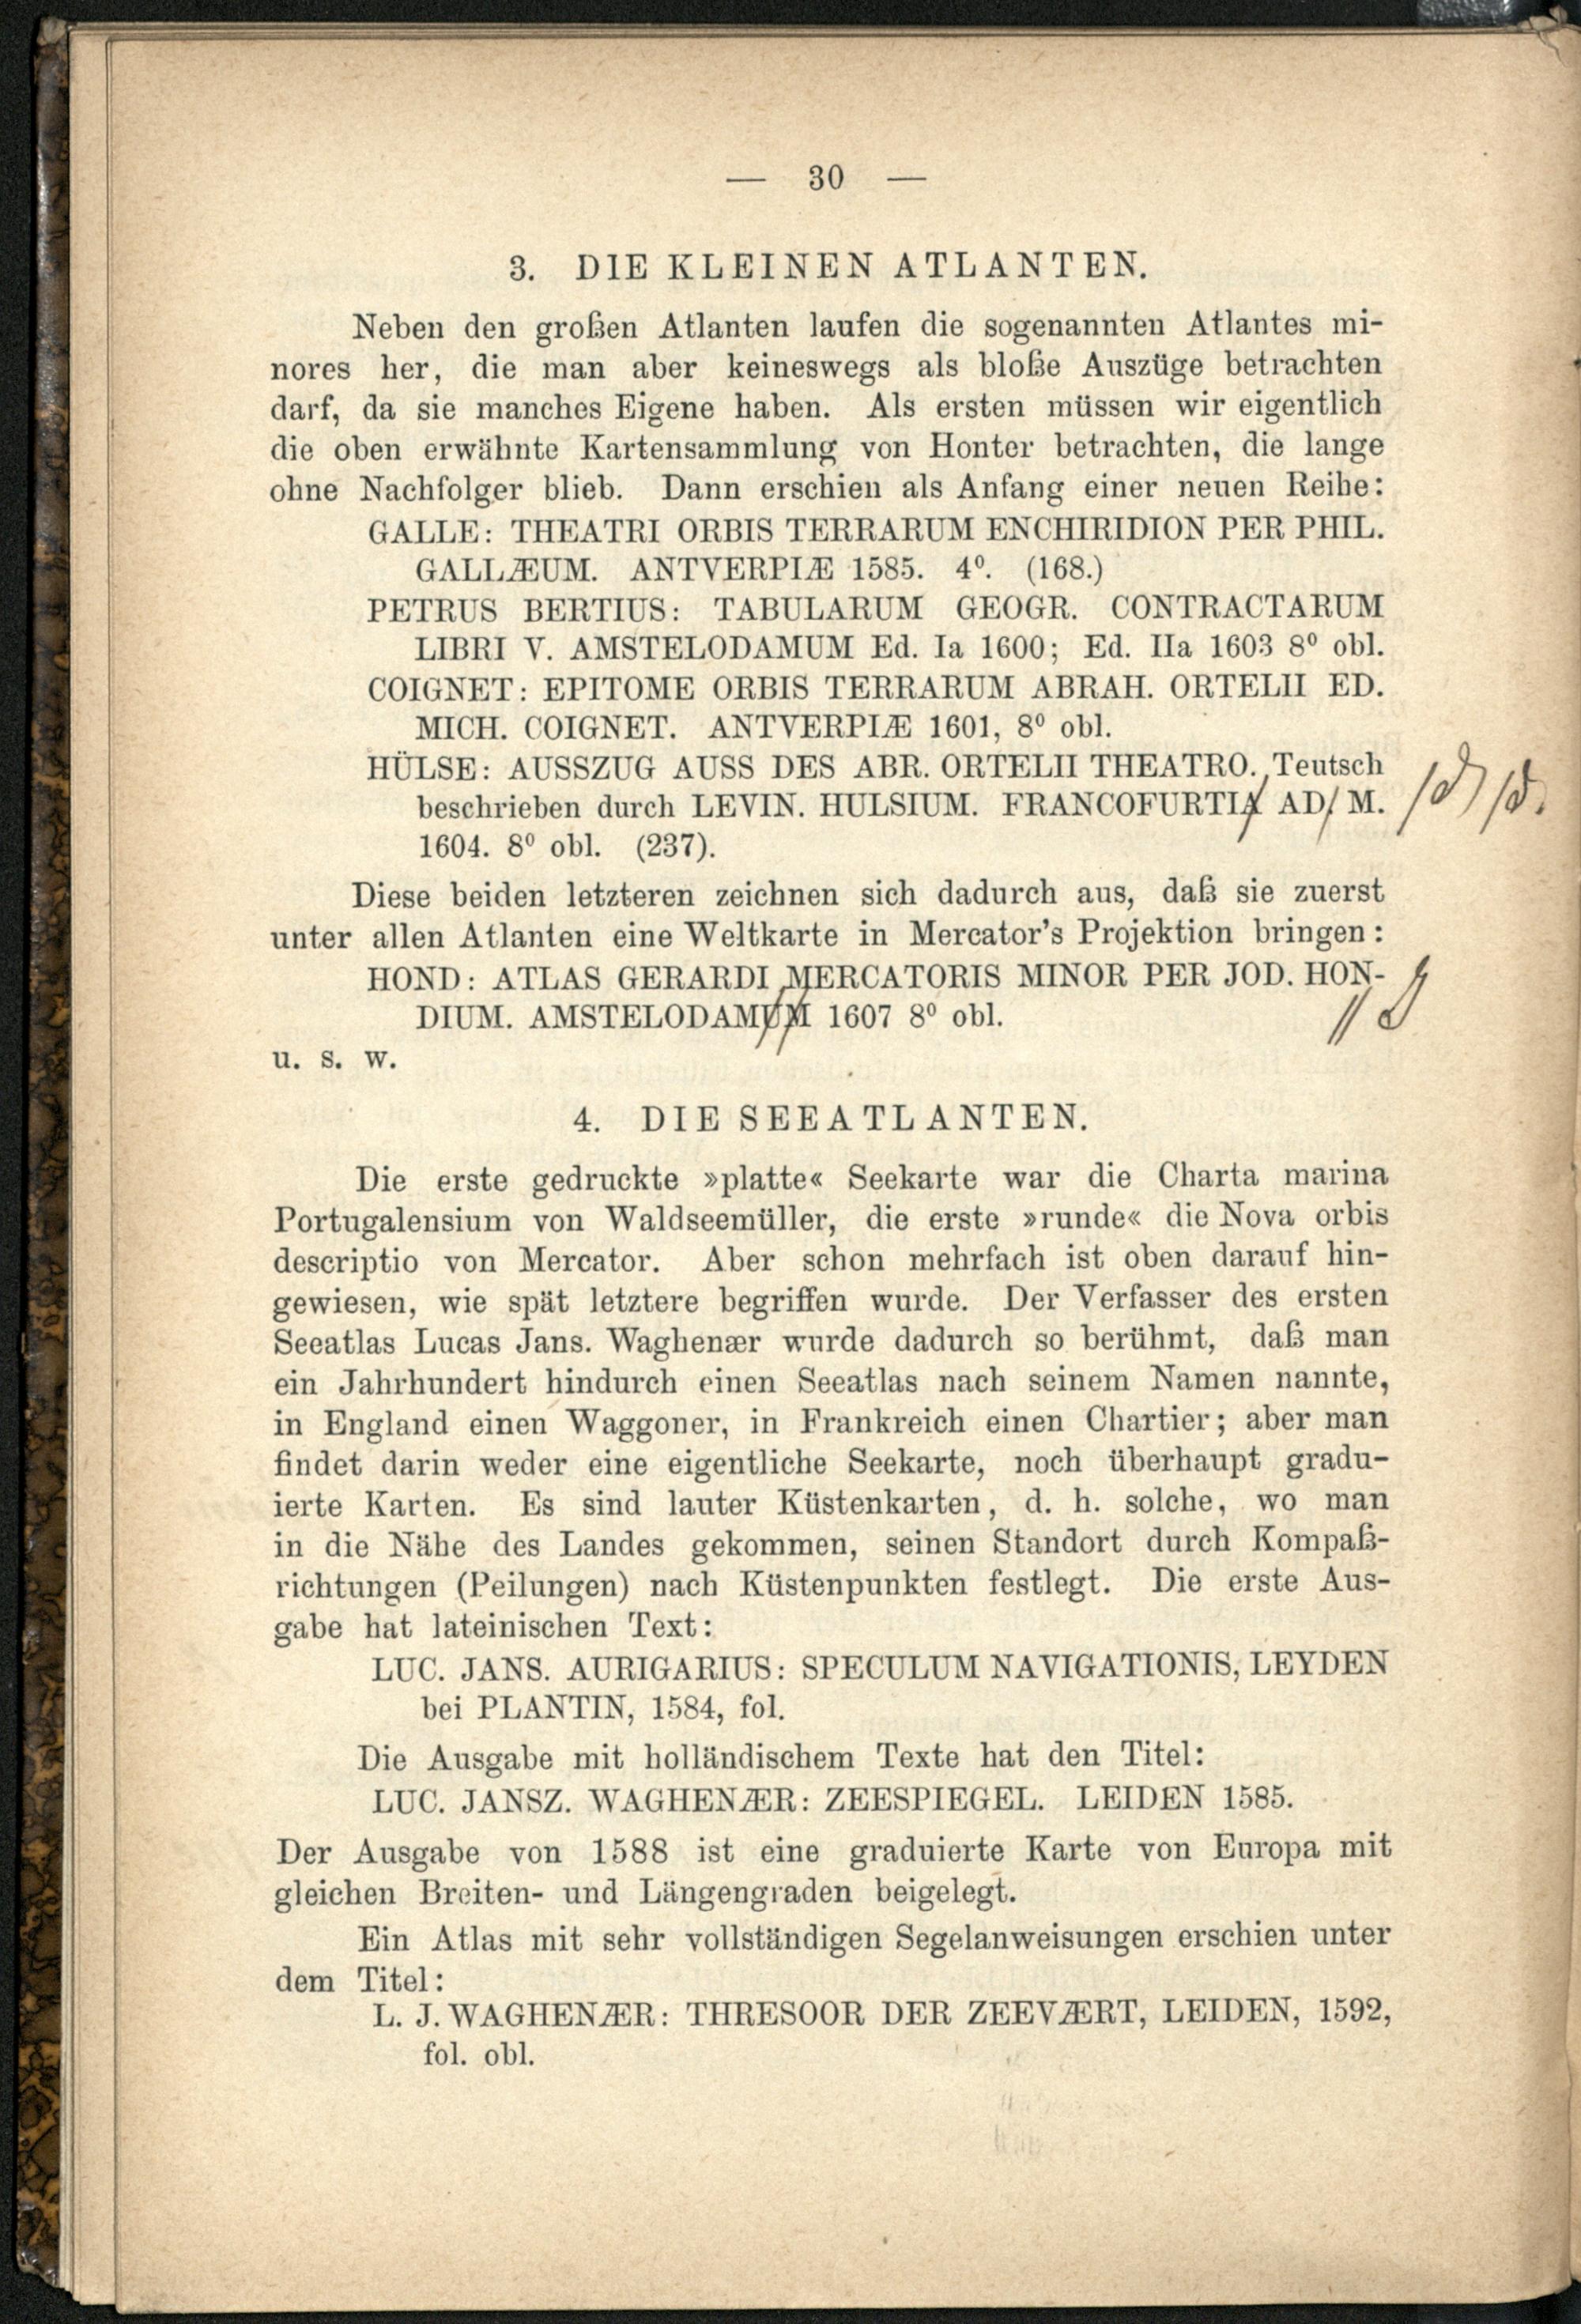 — 30 —
3. DIE KLEINEN ATLANTEN.
Neben den großen Atlanten laufen die sogenannten Atlantes mi-
nores her, die man aber keineswegs als bloße Auszüge betrachten
darf, da sie manches Eigene haben. Als ersten müssen wir eigentlich
die oben erwähnte Kartensammlung von Honter betrachten, die lange
ohne Nachfolger blieb. Dann erschien als Anfang einer neuen Reihe:
GALLE: THEATRI ORBIS TERRARUM ENCHIRIDION PER PHIL.
GALLÆUM. ANTVERPIÆ 1585. 4⁰. (168.)
PETRUS BERTIUS: TABULARUM GEOGR. CONTRACTARUM
LIBRI V. AMSTELODAMUM Ed. Ia 1600; Ed. IIa 1603 8⁰ obl.
COIGNET: EPITOME ORBIS TERRARUM ABRAH. ORTELII ED.
MICH. COIGNET. ANTVERPIÆ 1601, 8⁰ obl.
HÜLSE: AUSSZUG AUSS DES ABR. ORTELII THEATRO. Teutsch
beschrieben durch LEVIN. HULSIUM. FRANCOFURTIA AD M.
1604. 8⁰ obl. (237).
Diese beiden letzteren zeichnen sich dadurch aus, daß sie zuerst
unter allen Atlanten eine Weltkarte in Mercator's Projektion bringen:
HOND: ATLAS GERARDI MERCATORIS MINOR PER JOD. HON-
DIUM. AMSTELODAMUM 1607 8⁰ obl.
u. s. w.
4. DIE SEEATLANTEN.
Die erste gedruckte »platte« Seekarte war die Charta marina
Portugalensium von Waldseemüller, die erste »runde« die Nova orbis
descriptio von Mercator. Aber schon mehrfach ist oben darauf hin-
gewiesen, wie spät letztere begriffen wurde. Der Verfasser des ersten
Seeatlas Lucas Jans. Waghenær wurde dadurch so berühmt, daß man
ein Jahrhundert hindurch einen Seeatlas nach seinem Namen nannte,
in England einen Waggoner, in Frankreich einen Chartier; aber man
findet darin weder eine eigentliche Seekarte, noch überhaupt gradu-
ierte Karten. Es sind lauter Küstenkarten, d. h. solche, wo man
in die Nähe des Landes gekommen, seinen Standort durch Kompaß-
richtungen (Peilungen) nach Küstenpunkten festlegt. Die erste Aus-
gabe hat lateinischen Text:
LUC. JANS. AURIGARIUS: SPECULUM NAVIGATIONIS, LEYDEN
bei PLANTIN, 1584, fol.
Die Ausgabe mit holländischem Texte hat den Titel:
LUC. JANSZ. WAGHENÆR: ZEESPIEGEL. LEIDEN 1585.
Der Ausgabe von 1588 ist eine graduierte Karte von Europa mit
gleichen Breiten- und Längengraden beigelegt.
Ein Atlas mit sehr vollständigen Segelanweisungen erschien unter
dem Titel:
L. J. WAGHENÆR: THRESOOR DER ZEEVÆRT, LEIDEN, 1592,
fol. obl.